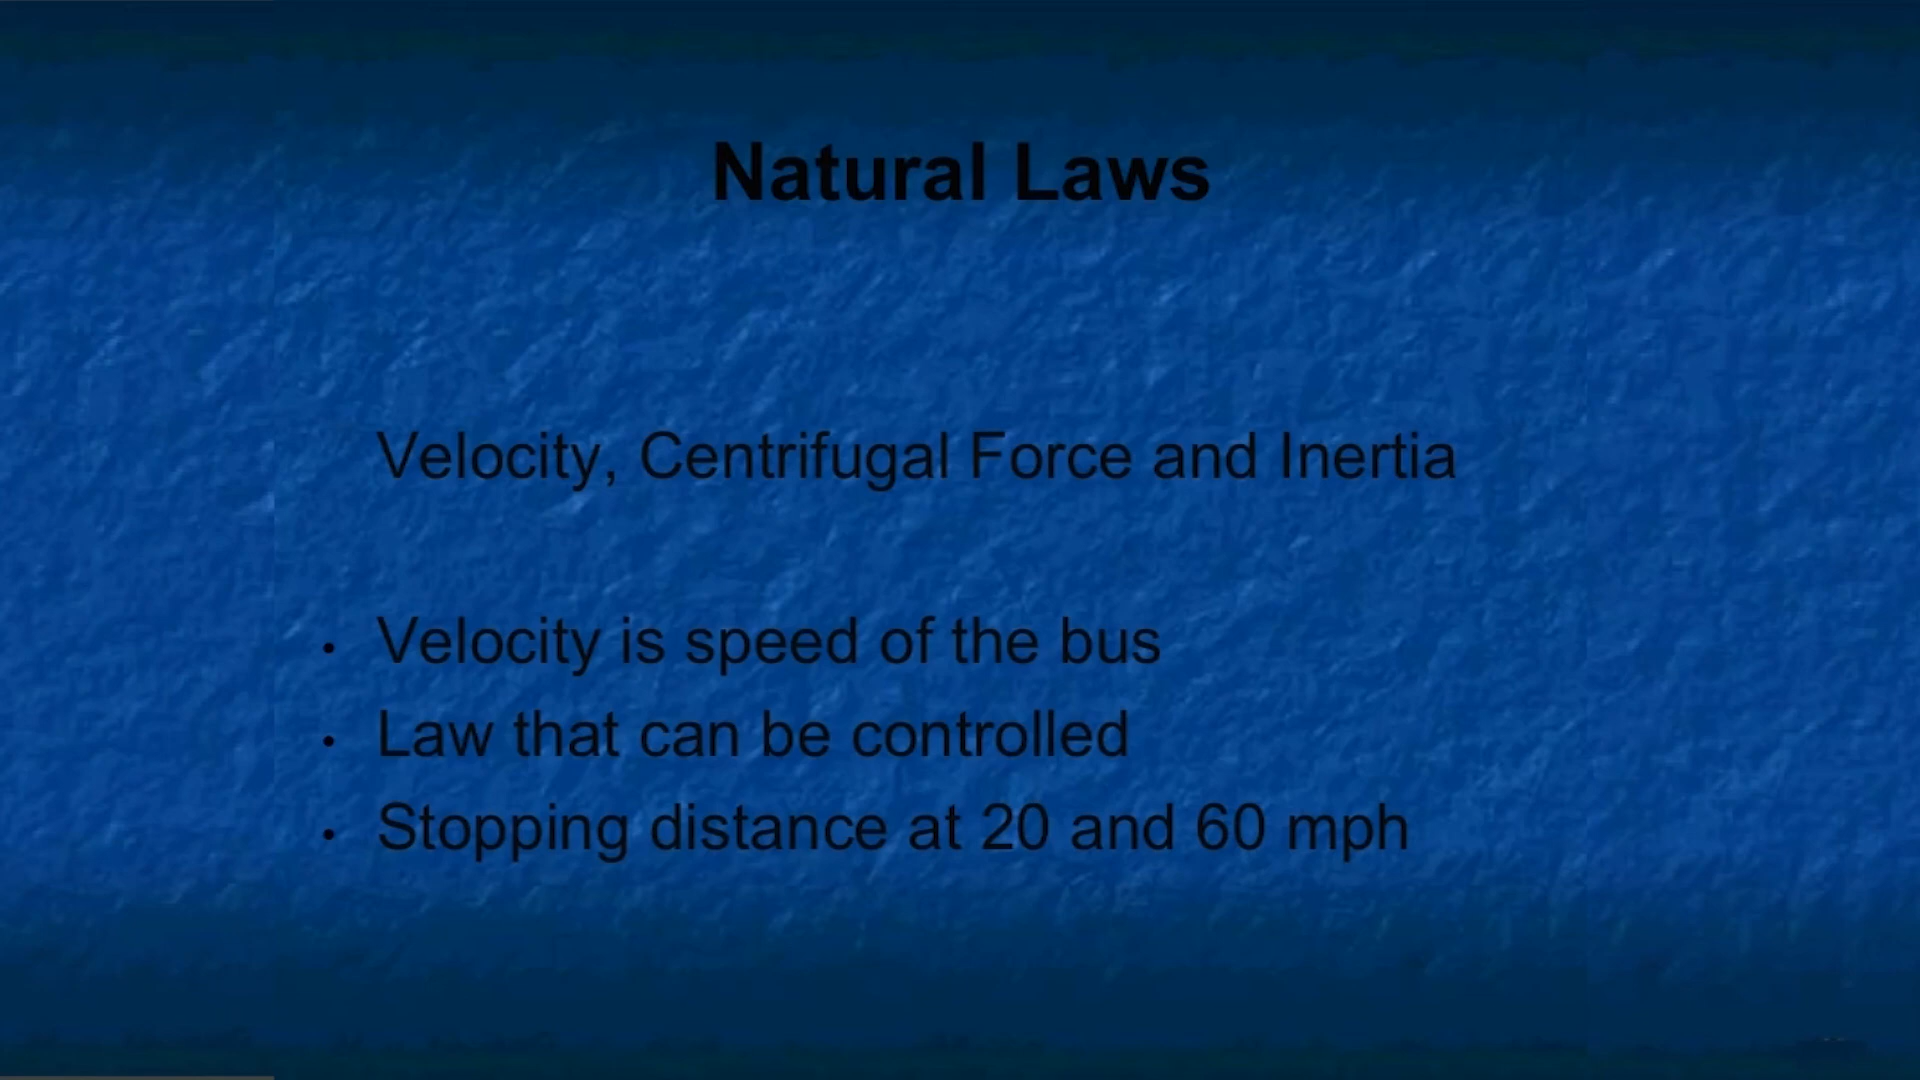 Natural Laws
Velocity, Centrifugal Force and Inertia
• Velocity is speed of the bus
• Law that can be controlled
• Stopping distance at 20 and 60 mph